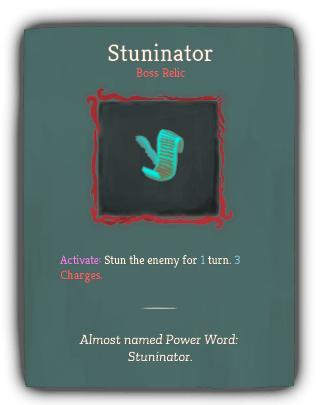 Stuninator
Boss Relic
Activate: Stun the enemy for 1 turn. 3
Charges.
Almost named Power Word:
Stuninator.